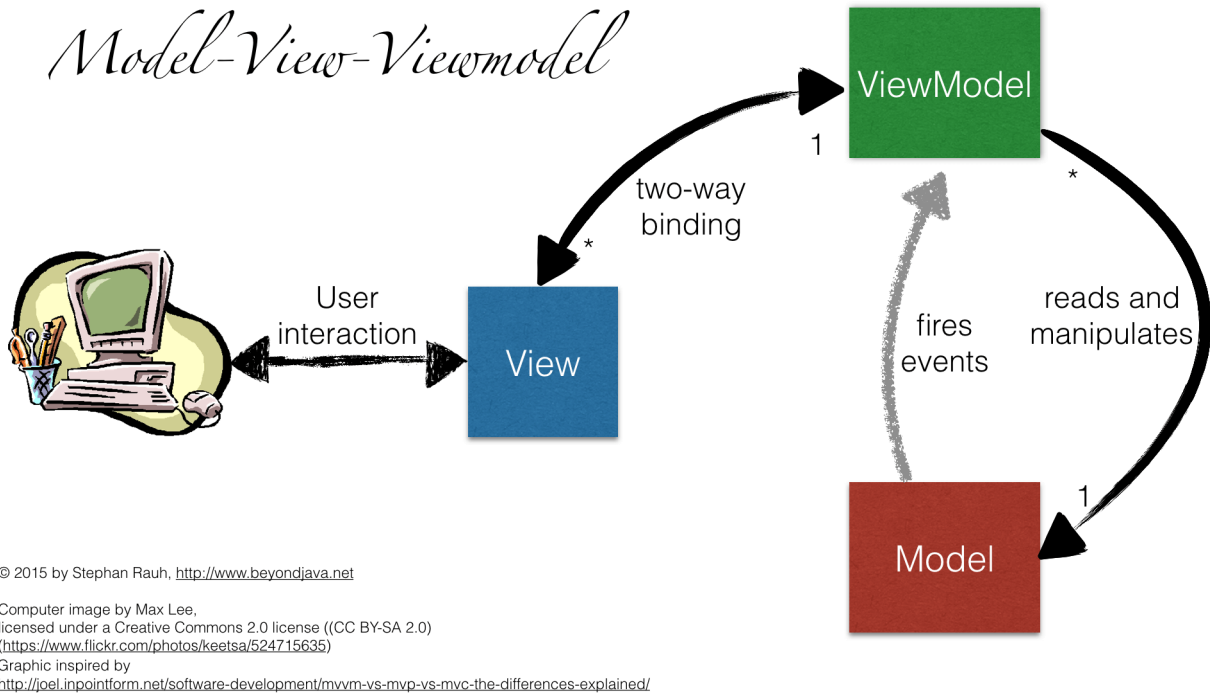 Model-View-Viewmodel
ViewModel
1
*
two-way
binding
*
User
interaction
View
fires
events
reads and
manipulates
1
Model
© 2015 by Stephan Rauh, http://www.beyondjava.net
Computer image by Max Lee,
licensed under a Creative Commons 2.0 license ((CC BY-SA 2.0)
(https://www.flickr.com/photos/keetsa/524715635)
Graphic inspired by
http://joel.inpointform.net/software-development/mvvm-vs-mvp-vs-mvc-the-differences-explained/